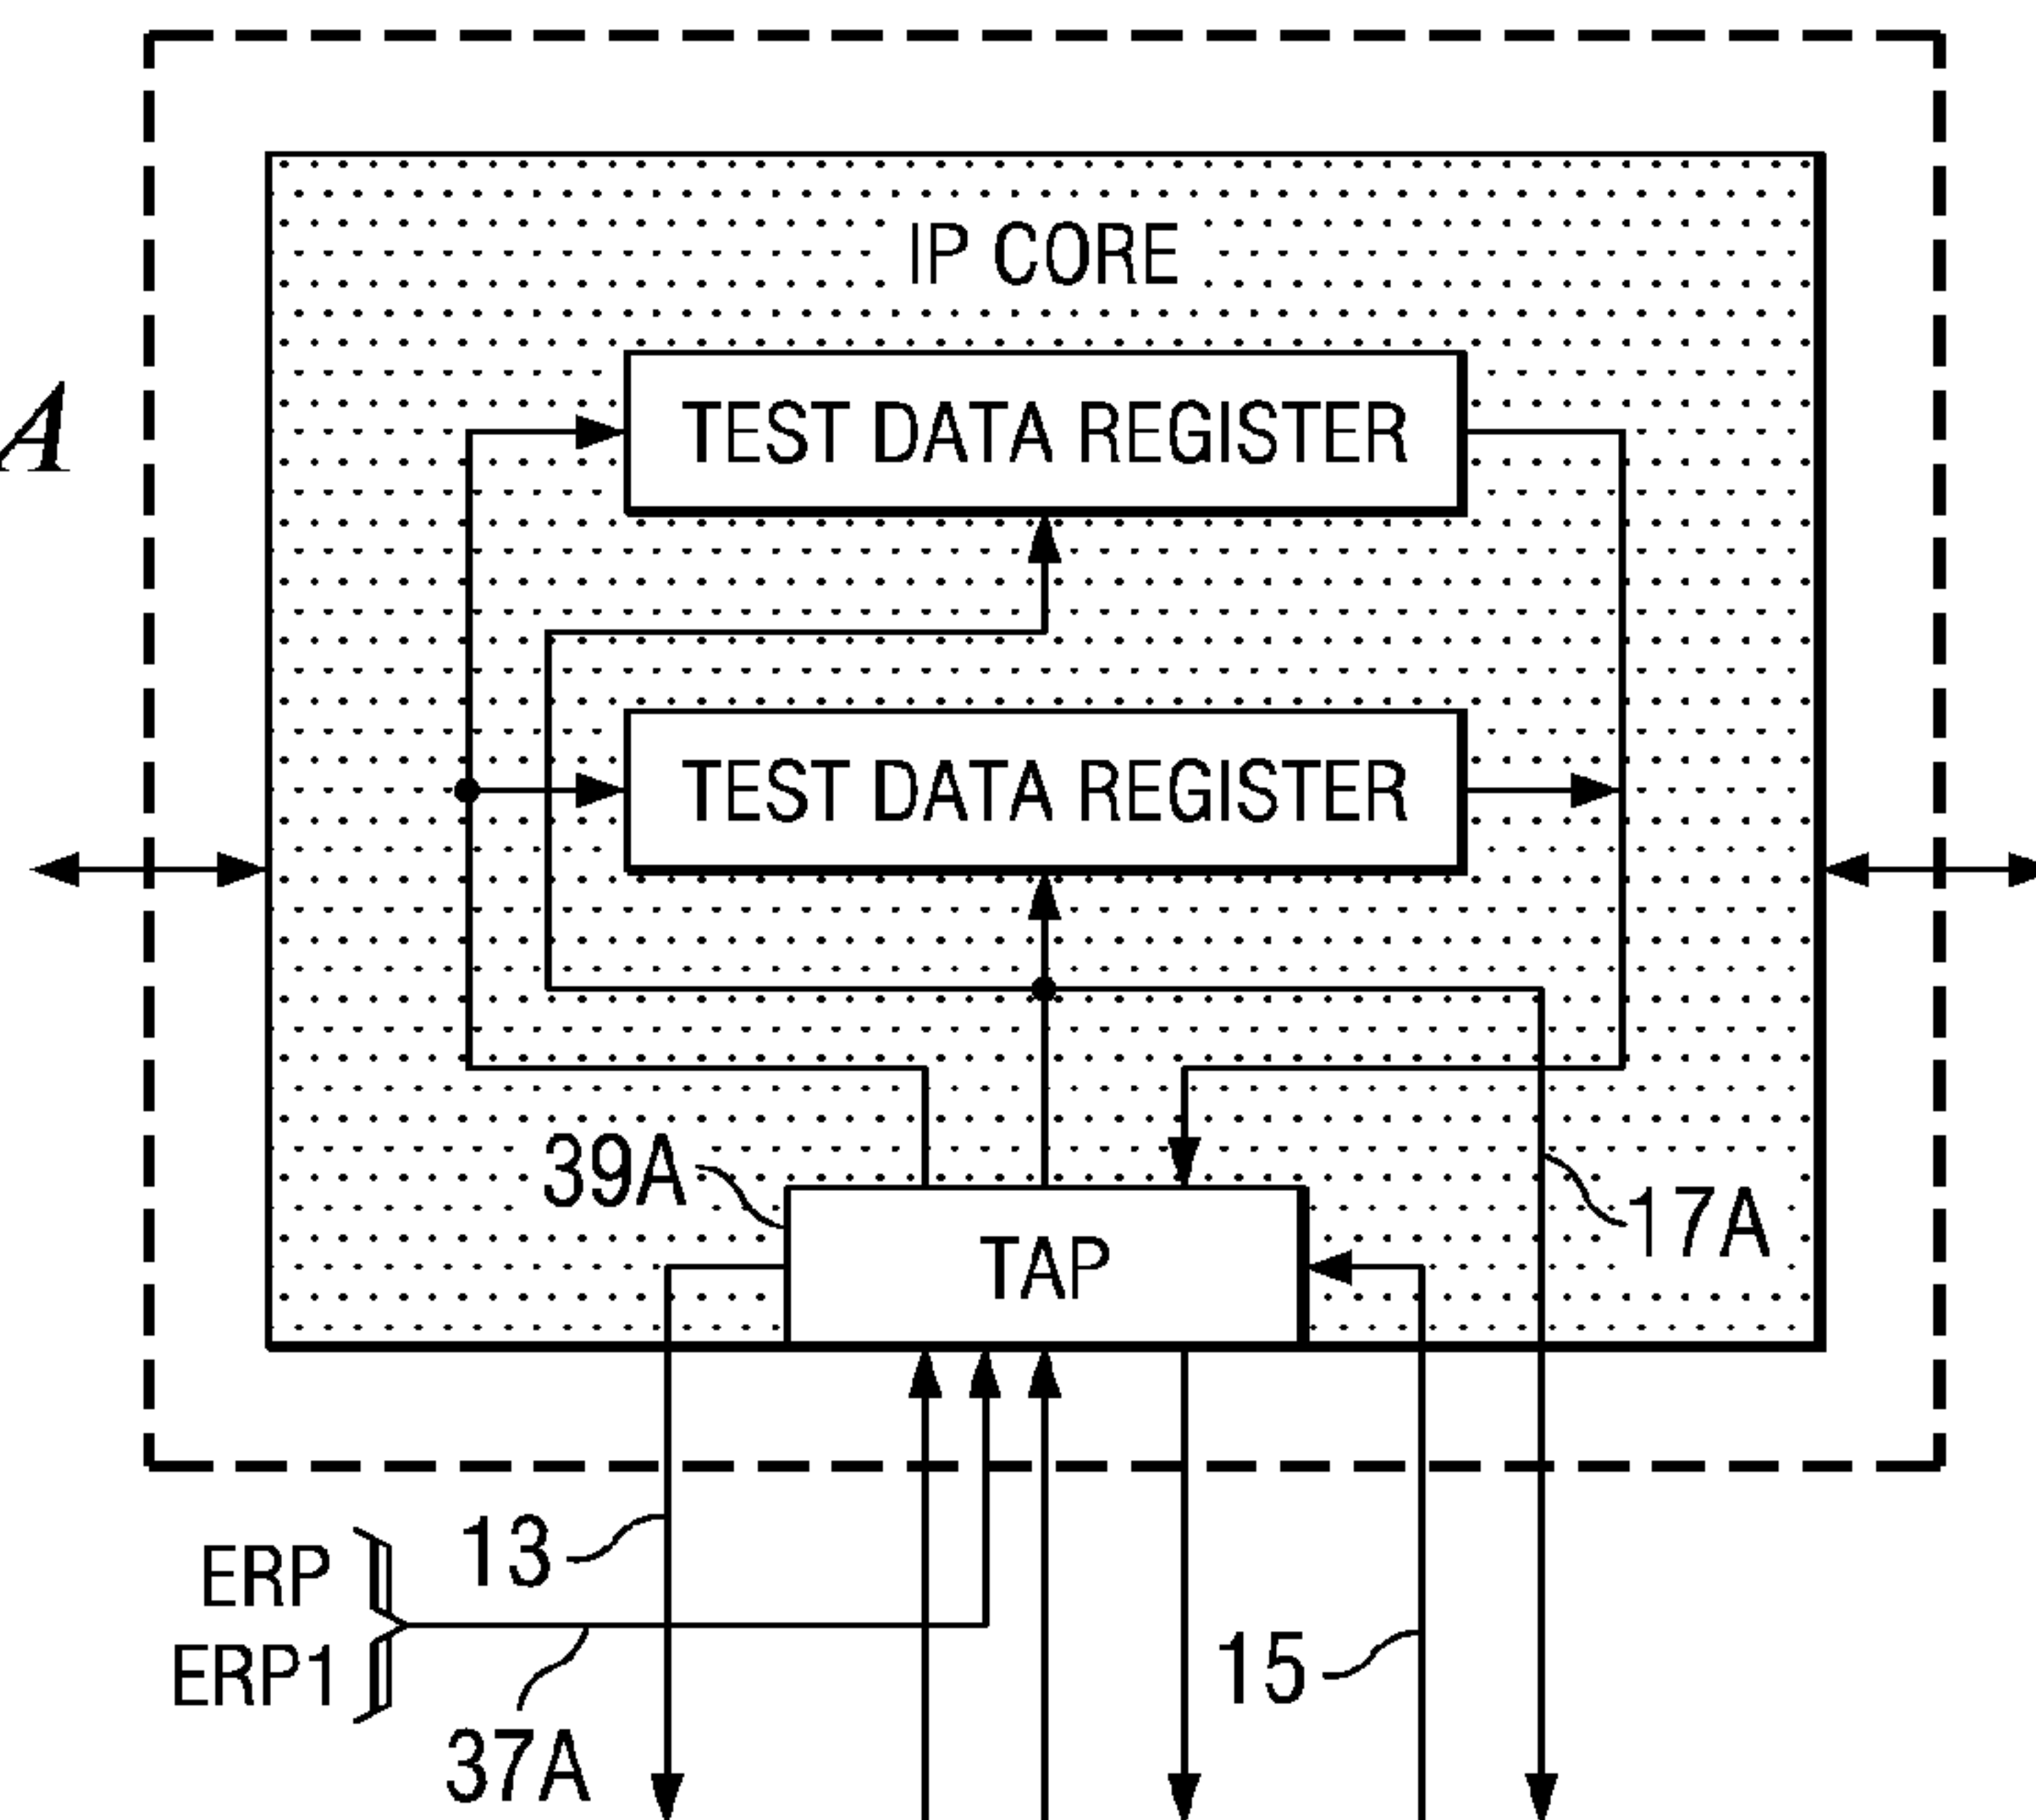 IP CORE
TEST DATA REGISTER
A
TEST DATA REGISTER
39A
17A
TAP
13
ERP
ERP1
15
37A